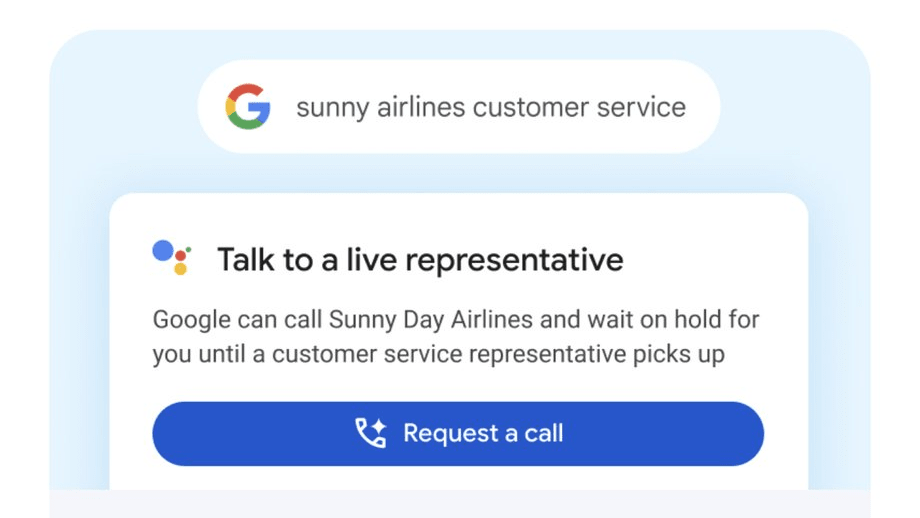 sunny airlines customer service
Talk to a live representative
Google can call Sunny Day Airlines and wait on hold for
you until a customer service representative picks up
Request a call